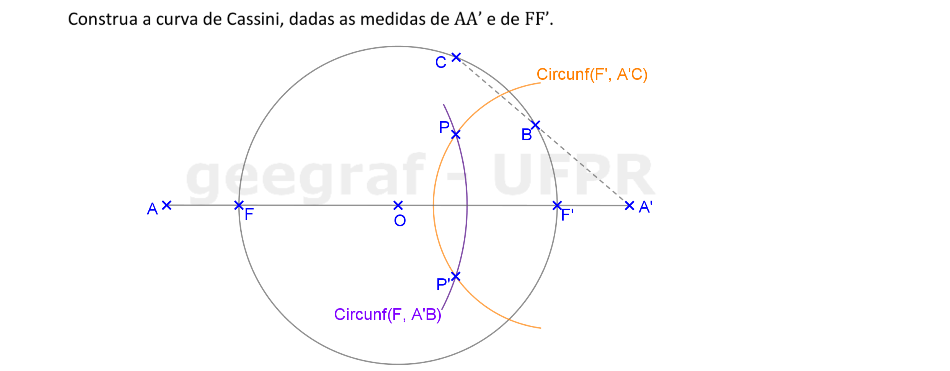 Construa a curva de Cassini, dadas as medidas de AA’ e de FF’.
C
Circunf(F', A'C)
P
B
geegraf - UFPR
A
F
O
F'
A'
P'
Circunf(F, A'B)